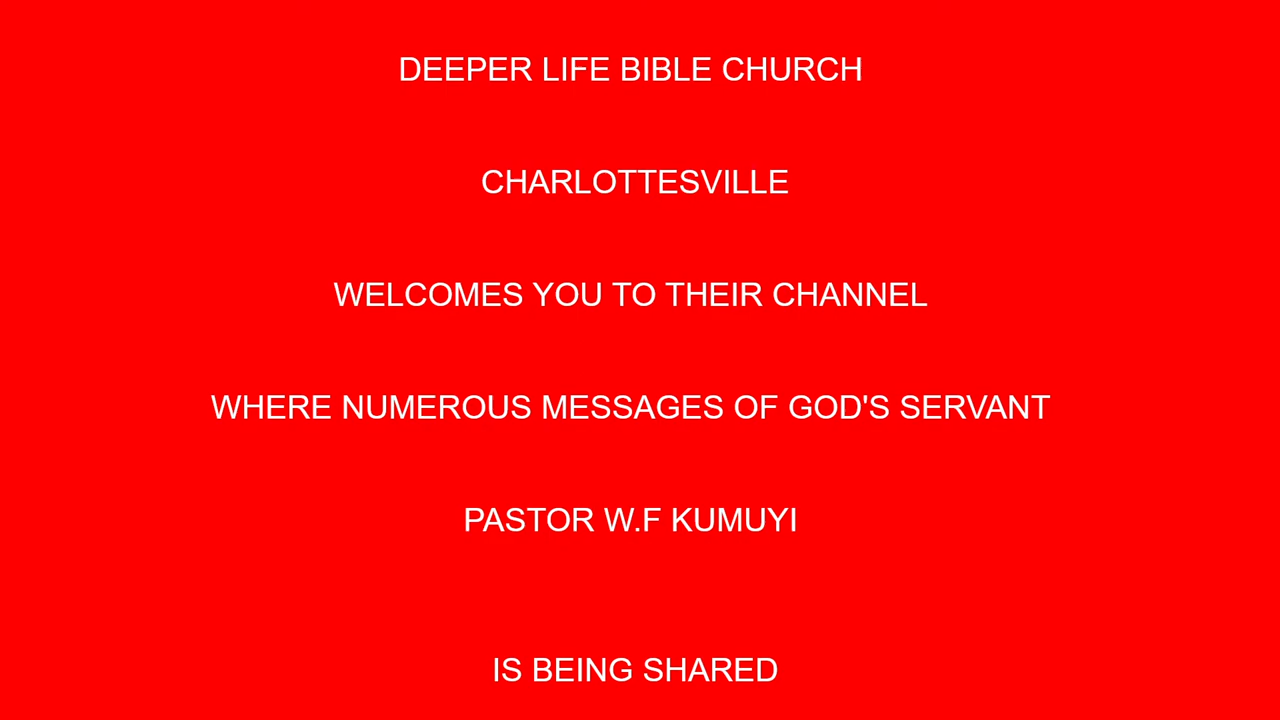 DEEPER LIFE BIBLE CHURCH
CHARLOTTESVILLE
WELCOMES YOU TO THEIR CHANNEL
WHERE NUMEROUS MESSAGES OF GOD'S SERVANT
PASTOR W.F KUMUYI
IS BEING SHARED